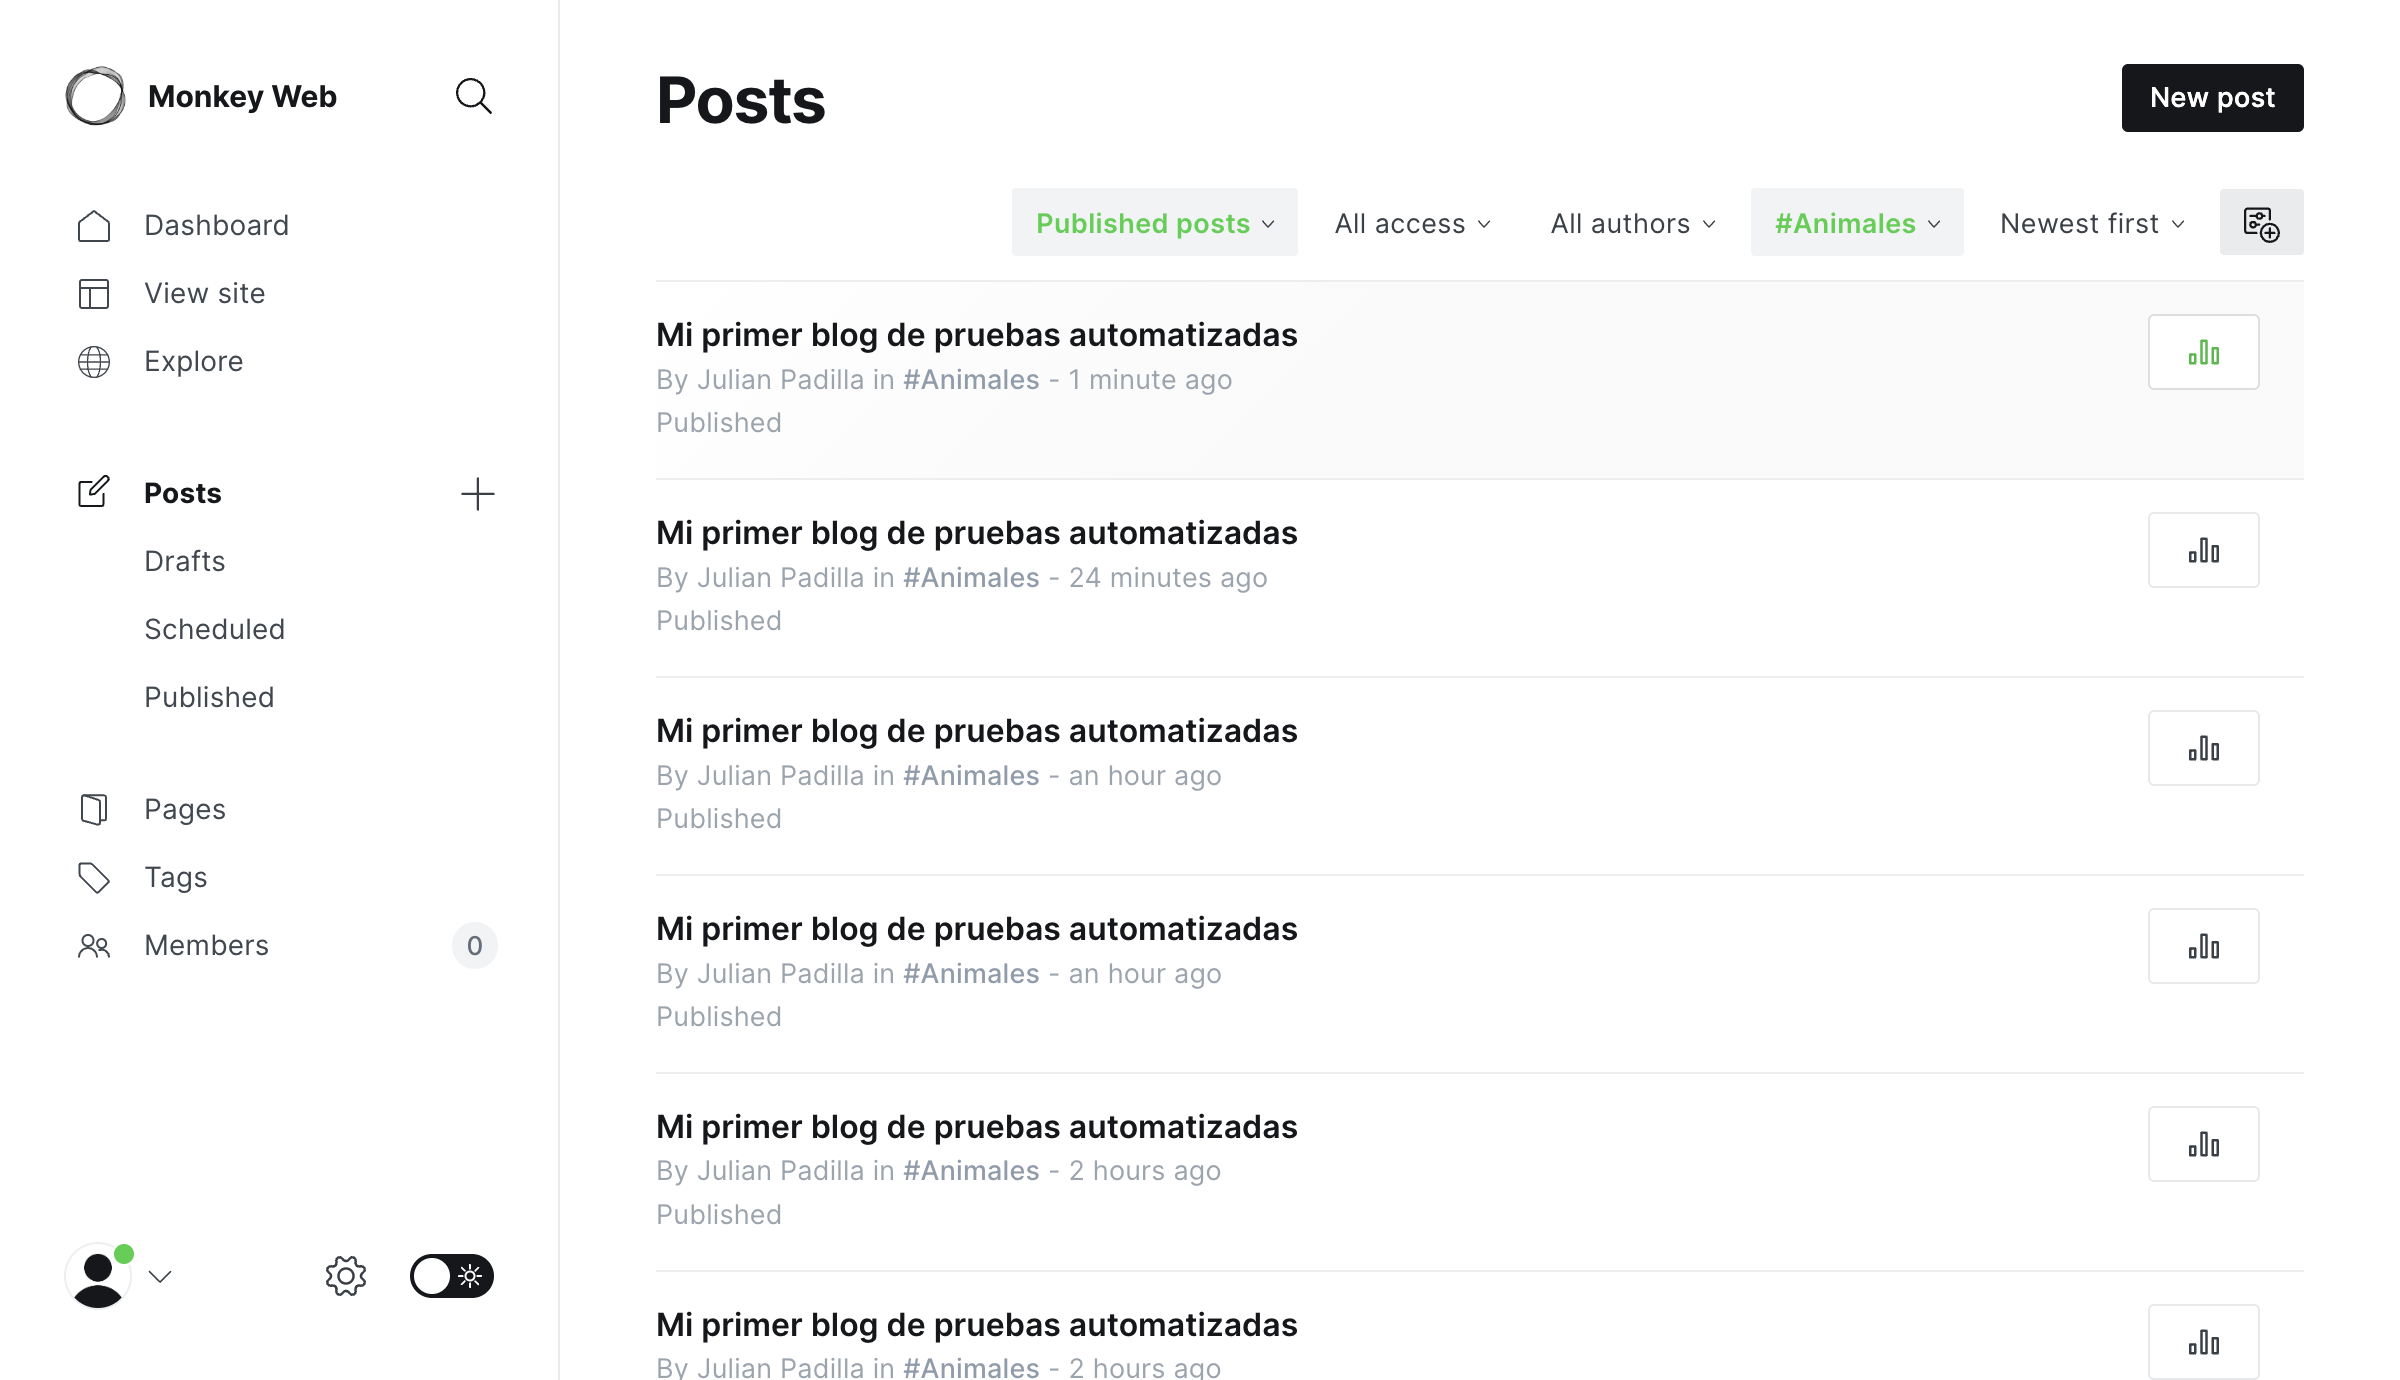 Monkey Web
Dashboard
View site
Explore
Posts
Drafts
Scheduled
Published
Pages
Tags
Members 0
Posts
New post
Published posts All access All authors #Animales Newest first
Mi primer blog de pruebas automatizadas
By Julian Padilla in #Animales - 1 minute ago
Published
Mi primer blog de pruebas automatizadas
By Julian Padilla in #Animales - 24 minutes ago
Published
Mi primer blog de pruebas automatizadas
By Julian Padilla in #Animales - an hour ago
Published
Mi primer blog de pruebas automatizadas
By Julian Padilla in #Animales - an hour ago
Published
Mi primer blog de pruebas automatizadas
By Julian Padilla in #Animales - 2 hours ago
Published
Mi primer blog de pruebas automatizadas
By Julian Padilla in #Animales - 2 hours ago